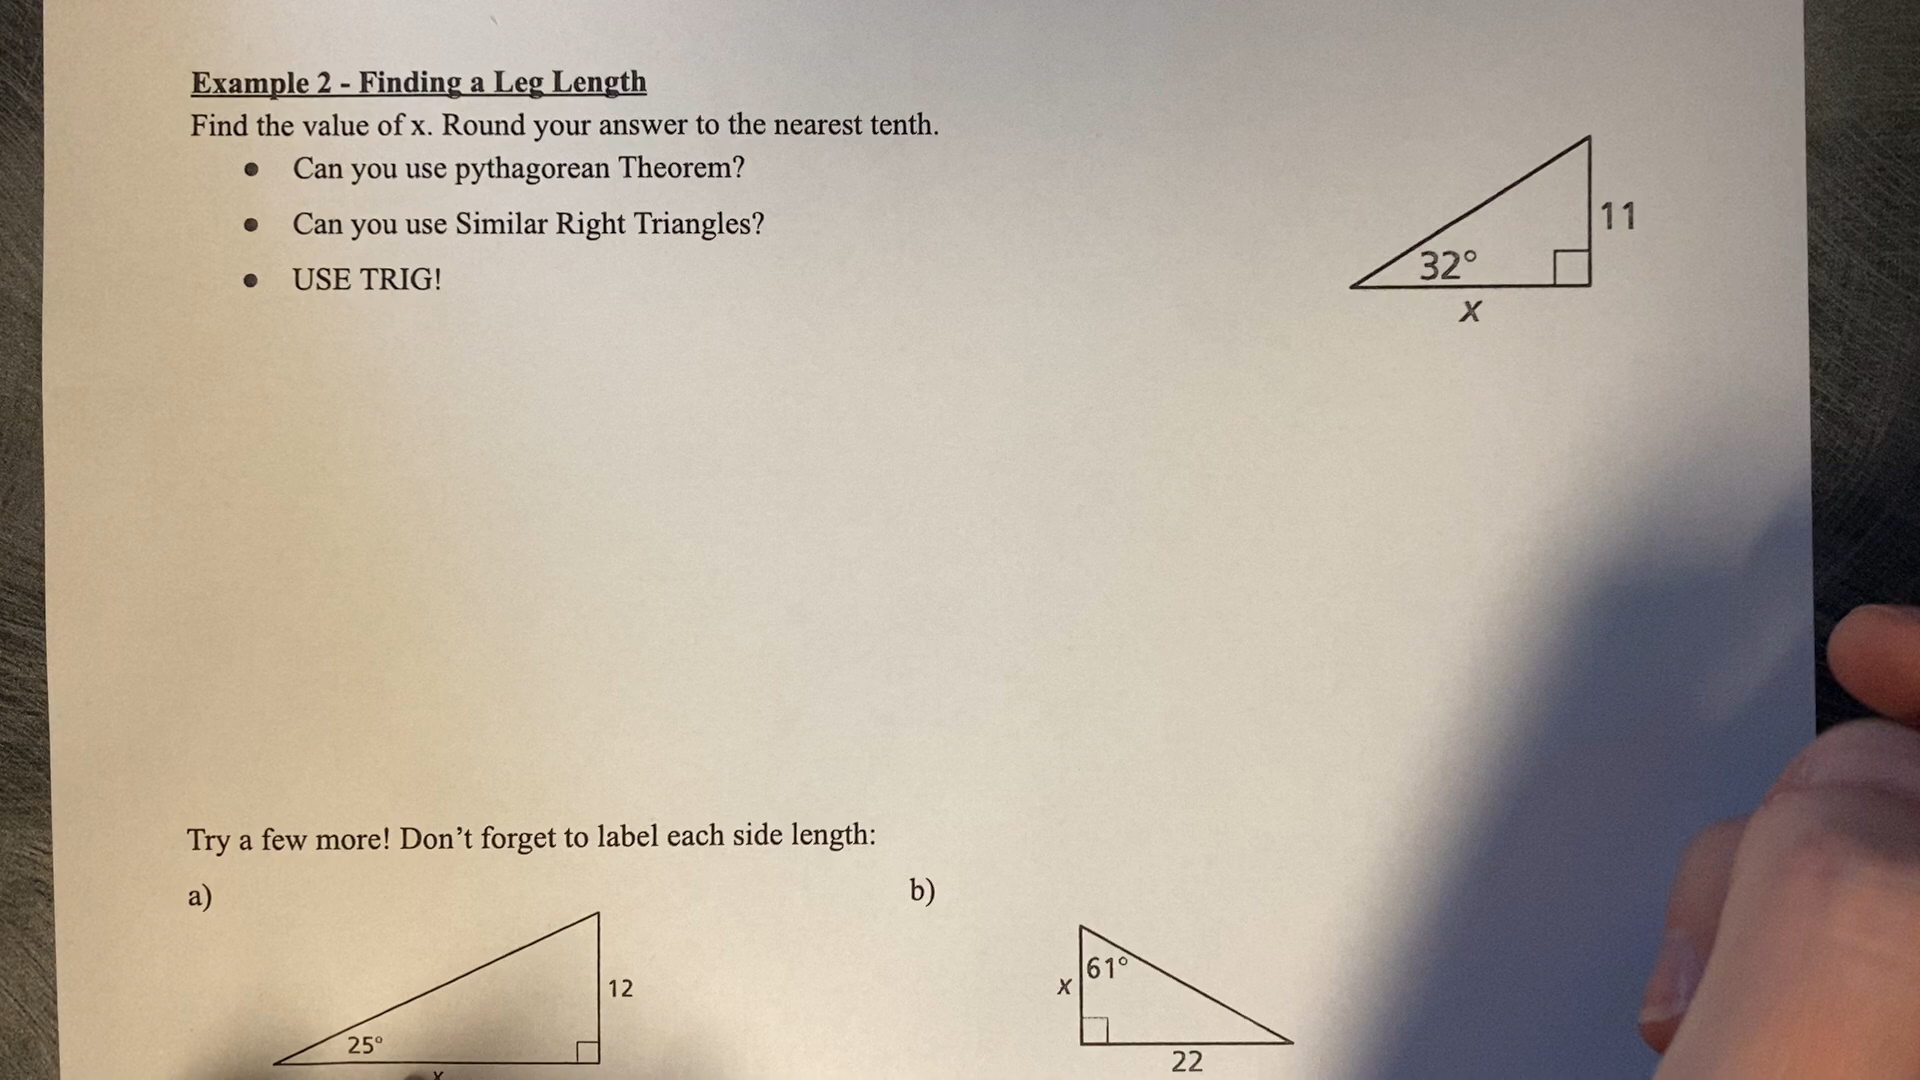 Example 2 - Finding a Leg Length
Find the value of x. Round your answer to the nearest tenth.
● Can you use pythagorean Theorem?
● Can you use Similar Right Triangles?
● USE TRIG!
11
32°
x
Try a few more! Don't forget to label each side length:
a)
b)
12
25°
x
61°
x
22